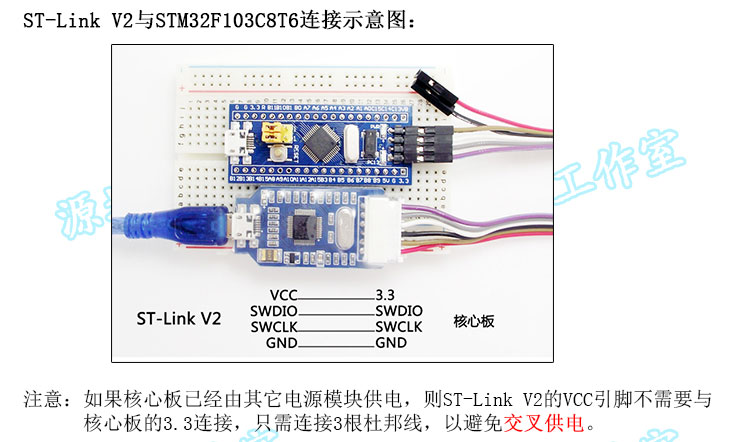 ST-Link V2与STM32F103C8T6连接示意图：
源
工作室
VCC 3.3
SWDIO SWDIO
ST-Link V2 核心板
SWCLK SWCLK
GND GND
注意：如果核心板已经由其它电源模块供电，则ST-Link V2的VCC引脚不需要与
核心板的3.3连接，只需连接3根杜邦线，以避免交叉供电。